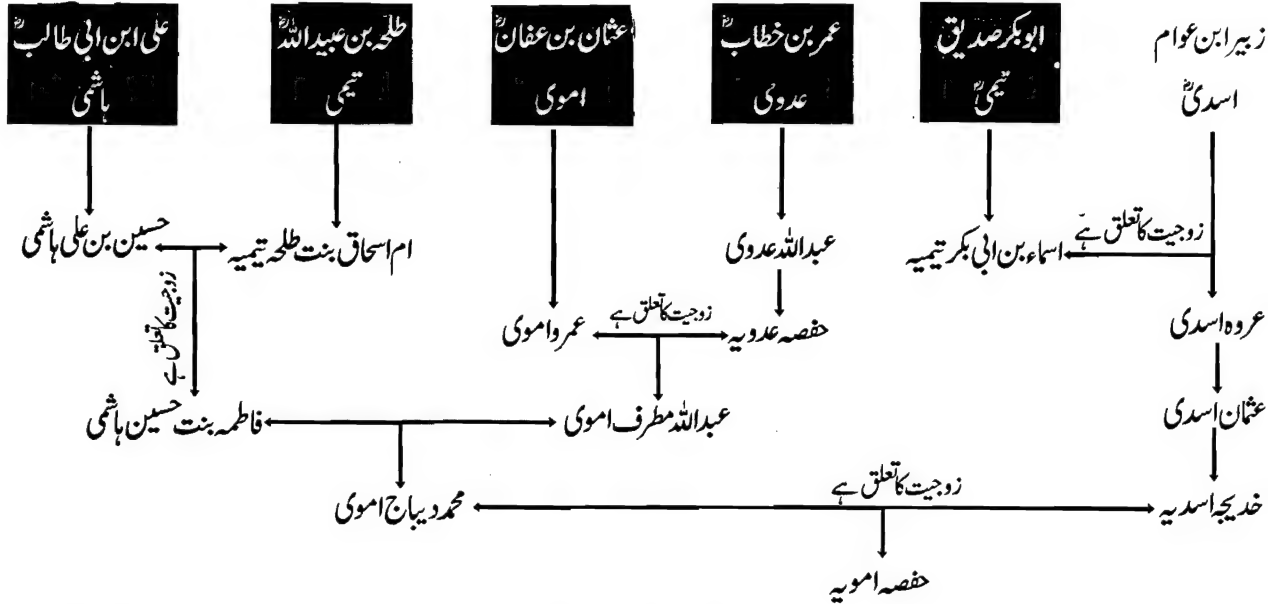 زبیر ابن عوام
اسدیؓ
ابوبکر صدیق
تیمیؓ
عمر بن خطابؓ
عدوی
عثمان بن عفانؓ
اموی
طلحہ بن عبید اللہؓ
تیمی
علی ابن ابی طالبؓ
ہاشمی
زوجیت کا تعلق ہے
اسماء بن ابی بکر تیمیہ
عبداللہ عدوی
ام اسحاق بنت طلحہ تیمیہ
حسین بن علی ہاشمی
زوجیت کا تعلق ہے
عروہ اسدی
زوجیت کا تعلق ہے
حفصہ عدویہ
عمرو اموی
عثمان اسدی
عبداللہ مطرف اموی
فاطمہ بنت حسین ہاشمی
زوجیت کا تعلق ہے
خدیجہ اسدیہ
محمد دیباج اموی
حفصہ امویہ